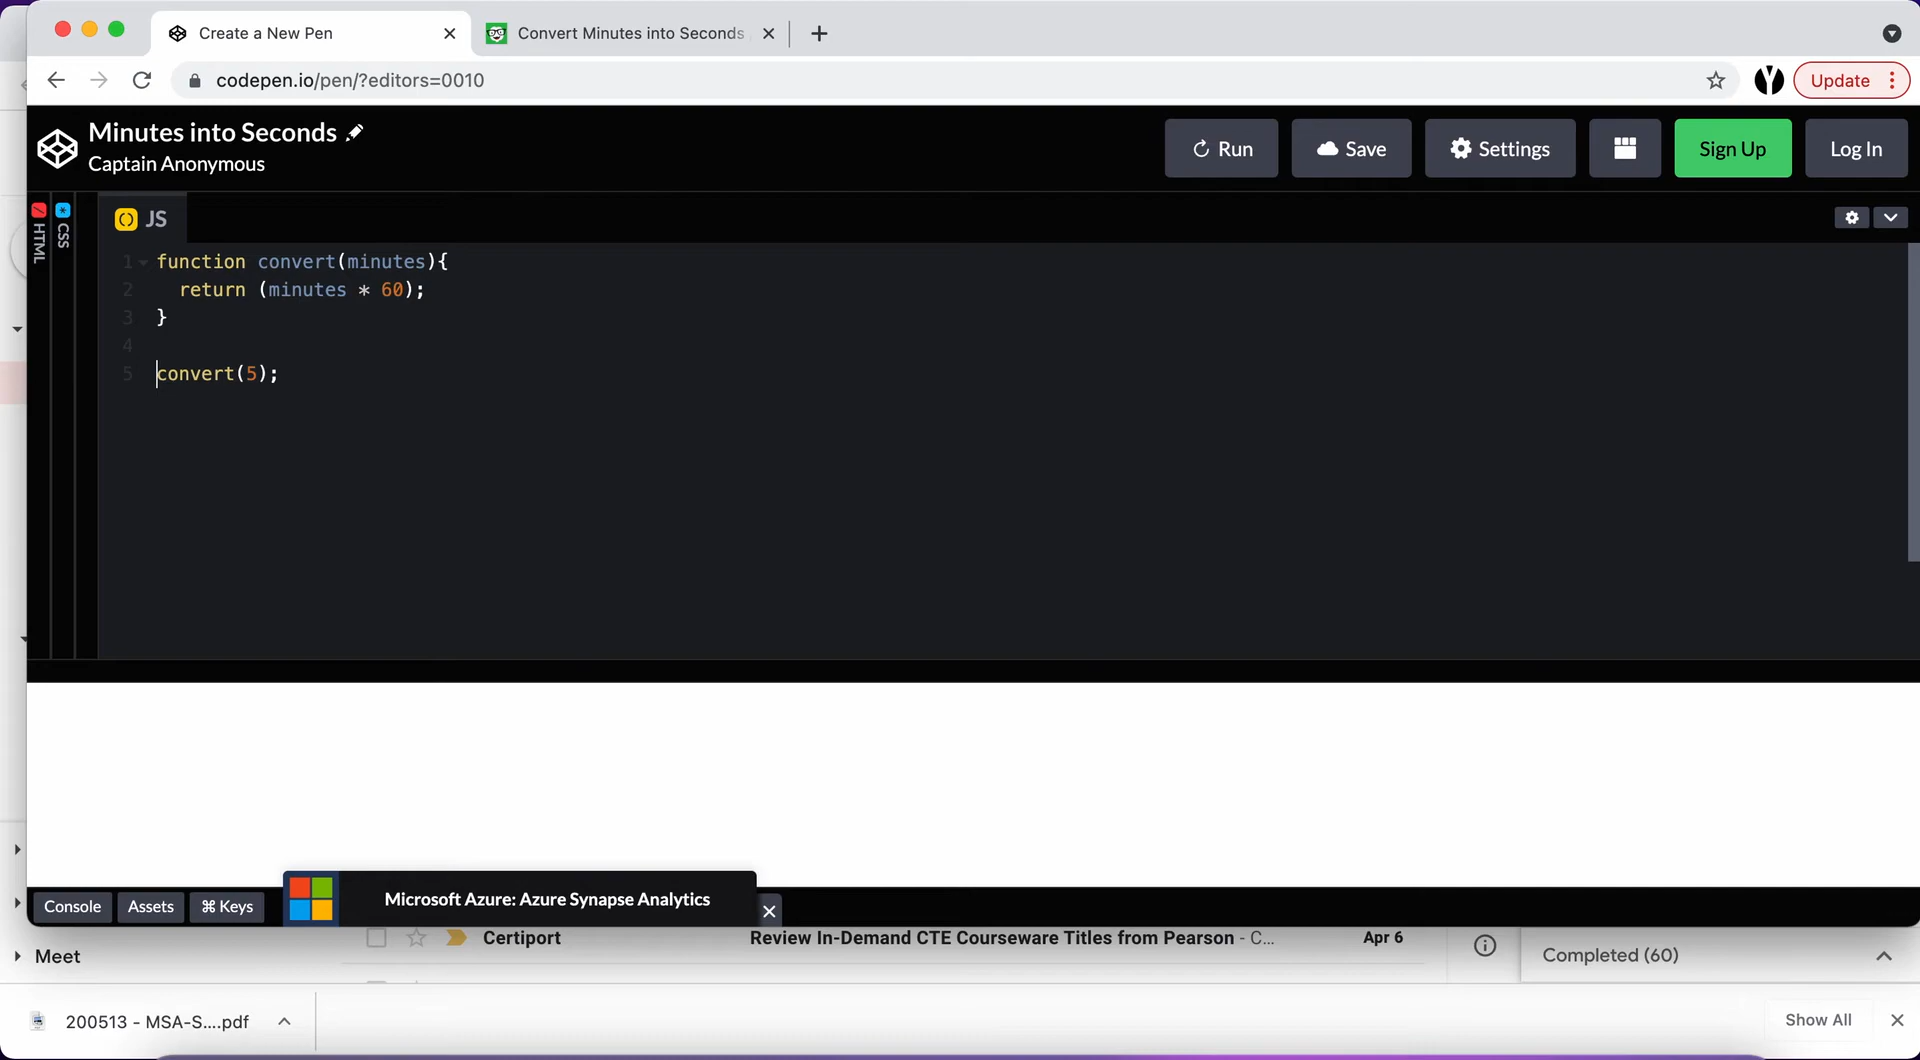 Create a New Pen
Convert Minutes into Seconds
codepen.io/pen/?editors=0010
Update
Minutes into Seconds
Captain Anonymous
Run
Save
Settings
Sign Up
Log In
HTML
CSS
JS
1 function convert(minutes){
2 return (minutes * 60);
3 }
4
5 convert(5);
Console
Assets
⌘ Keys
Microsoft Azure: Azure Synapse Analytics
Certiport
Review In-Demand CTE Courseware Titles from Pearson - C...
Apr 6
Completed (60)
Meet
200513 - MSA-S....pdf
Show All